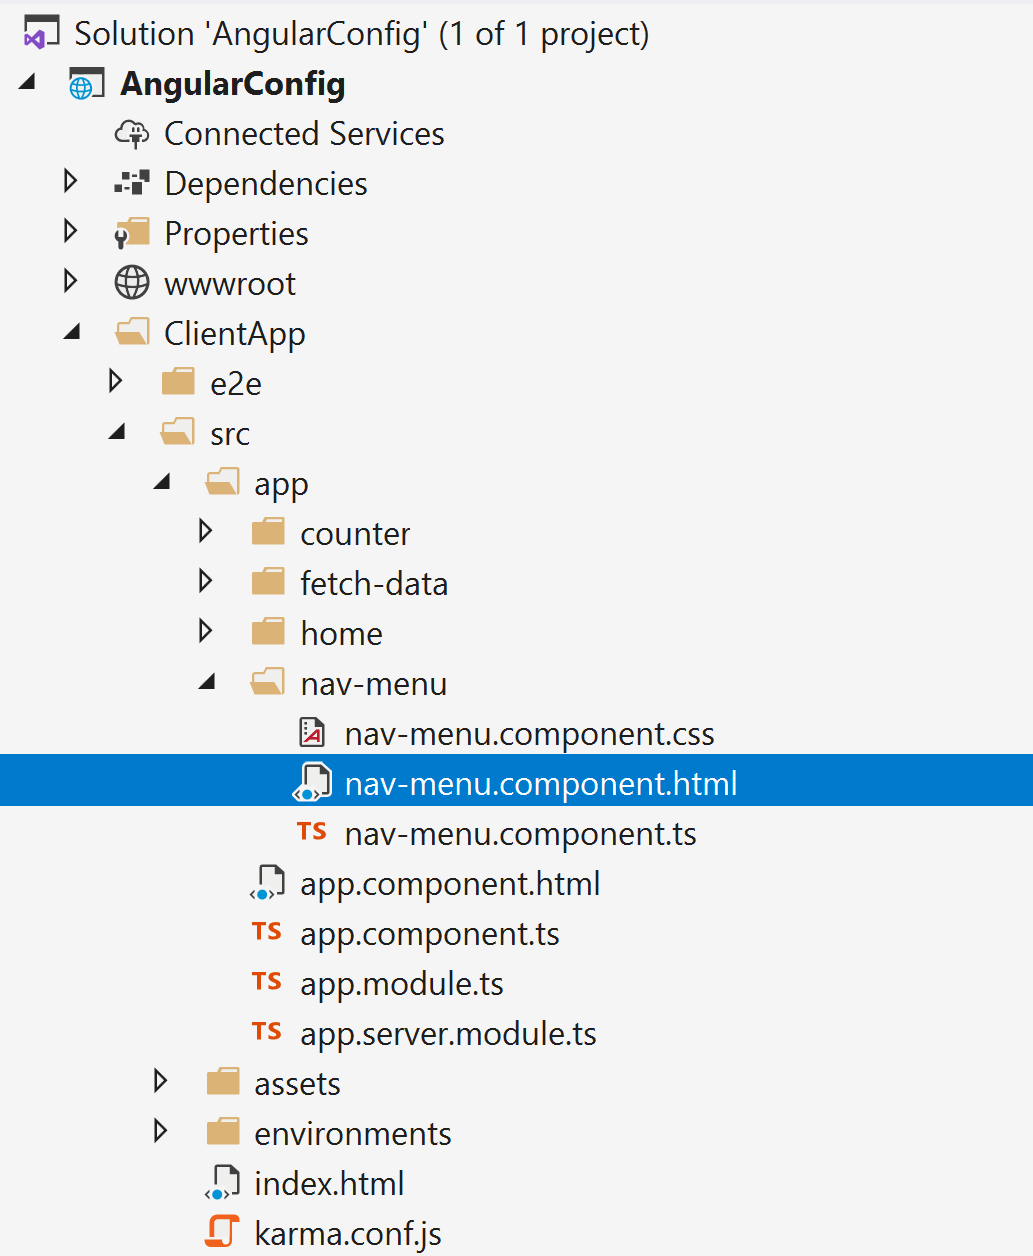 Solution 'AngularConfig' (1 of 1 project)
AngularConfig
Connected Services
Dependencies
Properties
wwwroot
ClientApp
e2e
src
app
counter
fetch-data
home
nav-menu
nav-menu.component.css
nav-menu.component.html
TS nav-menu.component.ts
app.component.html
TS app.component.ts
TS app.module.ts
TS app.server.module.ts
assets
environments
index.html
karma.conf.js